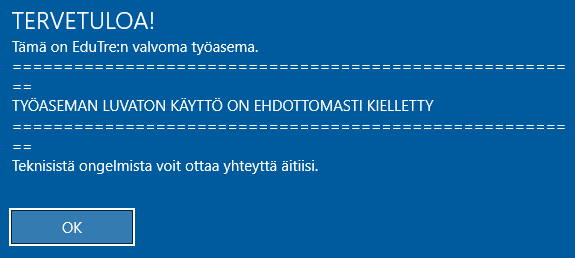 TERVETULOA!
Tämä on EduTre:n valvoma työasema.
=======================================================
==
TYÖASEMAN LUVATON KÄYTTÖ ON EHDOTTOMASTI KIELLETTY
=======================================================
==
Teknisistä ongelmista voit ottaa yhteyttä äitiisi.
OK